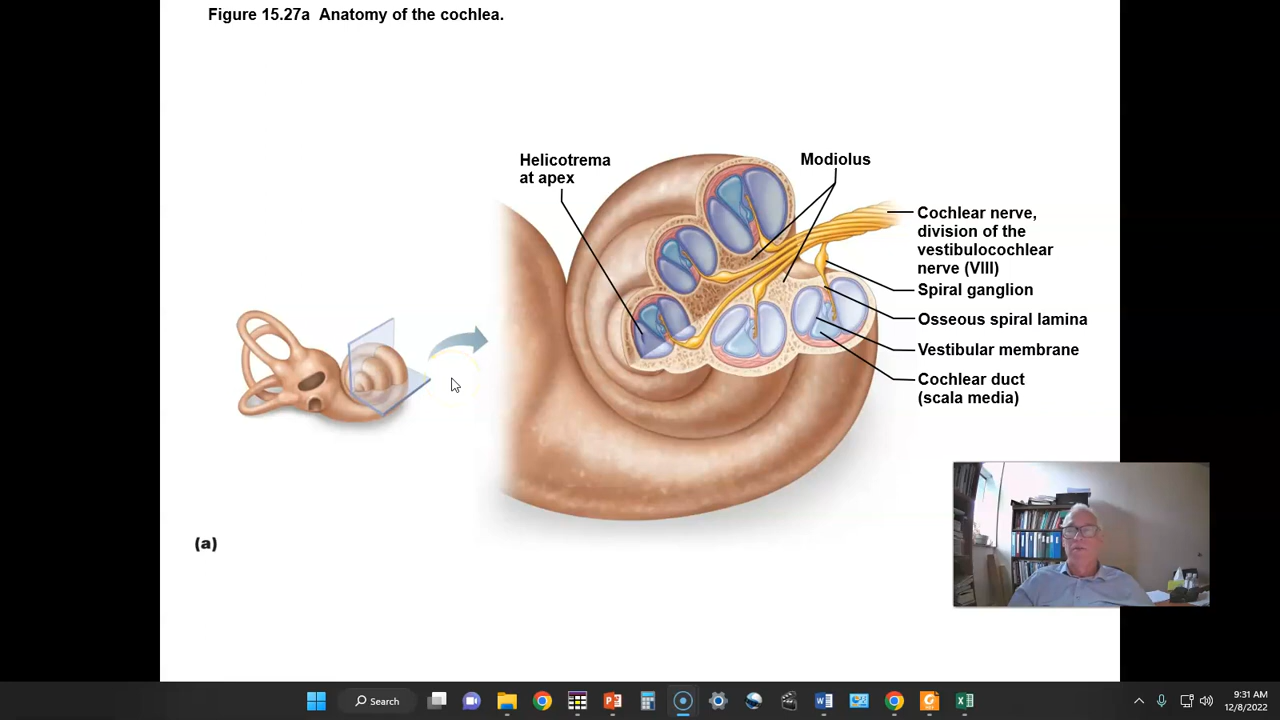 Figure 15.27a  Anatomy of the cochlea.
Helicotrema
at apex
Modiolus
Cochlear nerve,
division of the
vestibulocochlear
nerve (VIII)
Spiral ganglion
Osseous spiral lamina
Vestibular membrane
Cochlear duct
(scala media)
(a)
Search
9:31 AM
12/8/2022